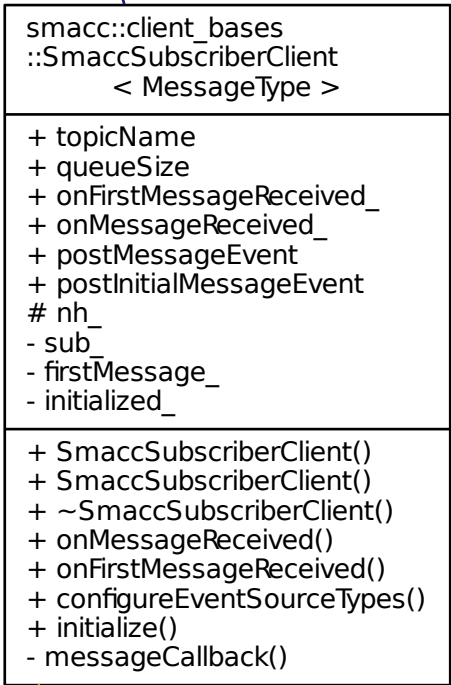 smacc::client_bases
::SmaccSubscriberClient
< MessageType >
+ topicName
+ queueSize
+ onFirstMessageReceived_
+ onMessageReceived_
+ postMessageEvent
+ postInitialMessageEvent
# nh_
- sub_
- firstMessage_
- initialized_
+ SmaccSubscriberClient()
+ SmaccSubscriberClient()
+ ~SmaccSubscriberClient()
+ onMessageReceived()
+ onFirstMessageReceived()
+ configureEventSourceTypes()
+ initialize()
- messageCallback()